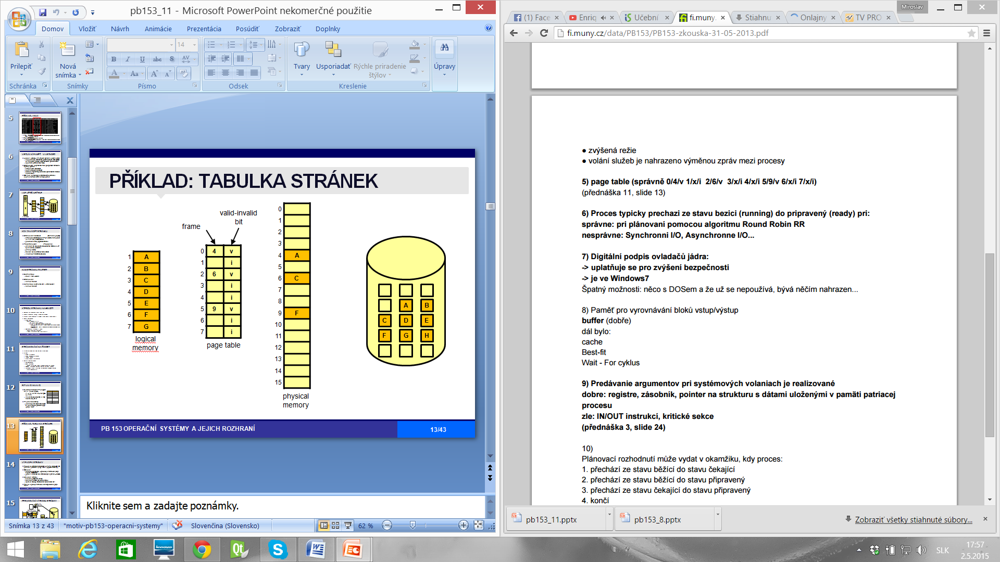 pb153_11 - Microsoft PowerPoint nekomerčné použitie
Domov Vložiť Návrh Animácie Prezentácia Posúdiť Zobraziť Doplnky
14
Prilepiť
Nová snímka
Tvary
Usporiadať
Rýchle priradenie štýlov
Úpravy
Schránka Snímky Písmo Odsek Kreslenie
5
6
7
8
9
10
11
12
13
14
15
PŘÍKLAD: TABULKA STRÁNEK
valid-invalid
bit
frame
1 A
2 B
3 C
4 D
5 E
6 F
7 G
logical
memory
0 4 v
1 i
2 6 v
3 i
4 i
5 9 v
6 i
7 i
page table
0
1
2
3
4 A
5
6 C
7
8
9 F
10
11
12
13
14
15
physical
memory
A B
C D E
F G H
PB 153 OPERAČNÍ SYSTÉMY A JEJICH ROZHRANÍ
13/43
Kliknite sem a zadajte poznámky.
Snímka 13 z 43 "motiv-pb153-operacni-systemy" Slovenčina (Slovensko) 62 %
Miroslav
(1) Face Enriq Učební fi.muny. Stiahnu Onlajny TV PRO
fi.muny.cz/data/PB153/PB153-zkouska-31-05-2013.pdf
● zvýšená režie
● volání služeb je nahrazeno výměnou zpráv mezi procesy
5) page table (správně 0/4/v 1/x/i 2/6/v 3/x/i 4/x/i 5/9/v 6/x/i 7/x/i)
(přednáška 11, slide 13)
6) Proces typicky prechazi ze stavu bezici (running) do pripravený (ready) pri:
správne: pri plánovaní pomocou algoritmu Round Robin RR
nesprávne: Synchronni I/O, Asynchronne I/O...
7) Digitální podpis ovladačů jádra:
-> uplatňuje se pro zvýšení bezpečnosti
-> je ve Windows7
Špatný možnosti: něco s DOSem a že už se nepoužívá, bývá něčím nahrazen...
8) Paměť pro vyrovnávání bloků vstup/výstup
buffer (dobře)
dál bylo:
cache
Best-fit
Wait - For cyklus
9) Predávanie argumentov pri systémových volaniach je realizované
dobre: registre, zásobník, pointer na strukturu s dátami uloženými v pamäti patriacej
procesu
zle: IN/OUT instrukcí, kritické sekce
(přednáška 3, slide 24)
10)
Plánovací rozhodnutí může vydat v okamžiku, kdy proces:
1. přechází ze stavu běžící do stavu čekající
2. přechází ze stavu běžící do stavu připravený
3. přechází ze stavu čekající do stavu připravený
4. končí
pb153_11.pptx pb153_8.pptx Zobraziť všetky stiahnuté súbory...
SLK
17:57
2.5.2015